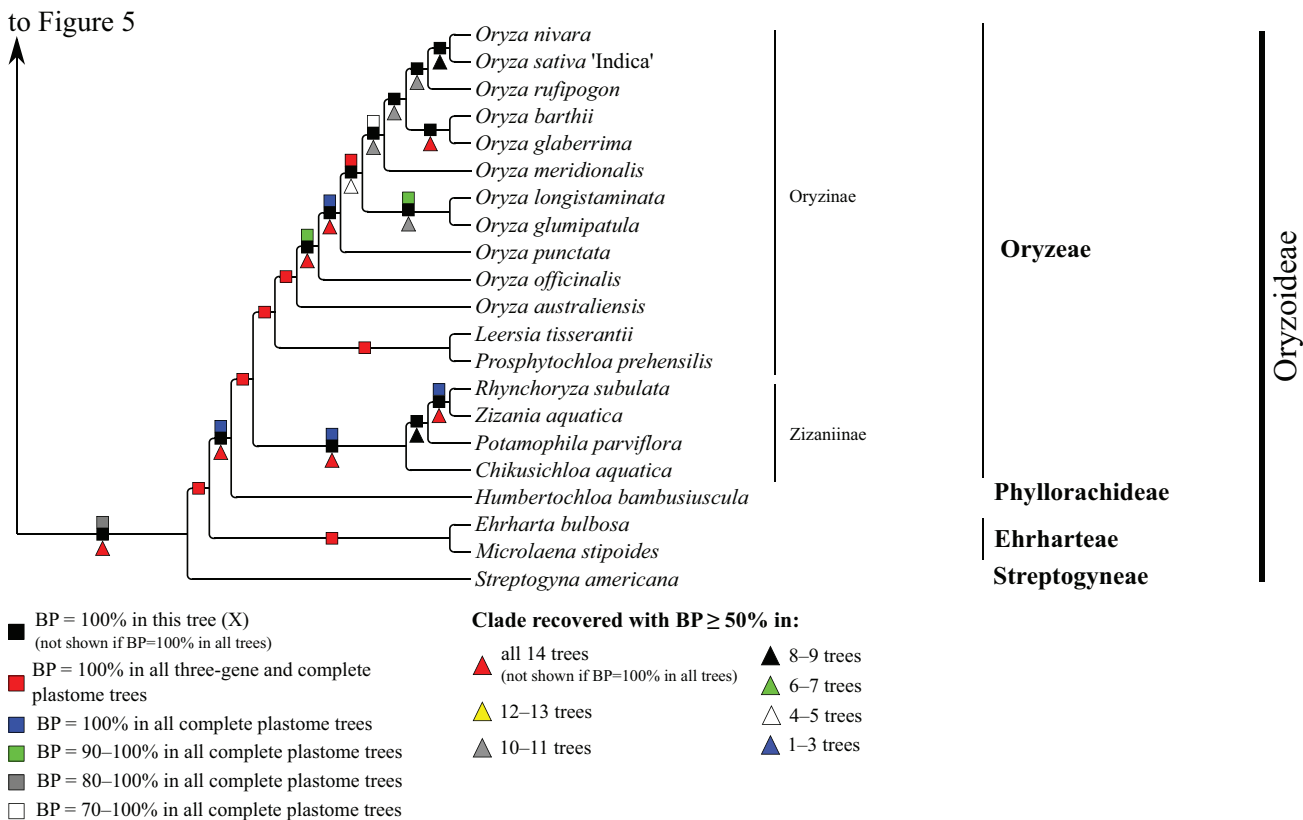 to Figure 5
Oryza nivara
Oryza sativa 'Indica'
Oryza rufipogon
Oryza barthii
Oryza glaberrima
Oryza meridionalis
Oryza longistaminata
Oryza glumipatula
Oryza punctata
Oryza officinalis
Oryza australiensis
Leersia tisserantii
Prosphytochloa prehensilis
Rhynchoryza subulata
Zizania aquatica
Potamophila parviflora
Chikusichloa aquatica
Humbertochloa bambusiuscula
Ehrharta bulbosa
Microlaena stipoides
Streptogyna americana
Oryzinae
Zizaniinae
Oryzeae
Phyllorachideae
Ehrharteae
Streptogyneae
Oryzoideae
BP = 100% in this tree (X)
(not shown if BP=100% in all trees)
BP = 100% in all three-gene and complete
plastome trees
BP = 100% in all complete plastome trees
BP = 90–100% in all complete plastome trees
BP = 80–100% in all complete plastome trees
BP = 70–100% in all complete plastome trees
Clade recovered with BP ≥ 50% in:
all 14 trees
(not shown if BP=100% in all trees)
12–13 trees
10–11 trees
8–9 trees
6–7 trees
4–5 trees
1–3 trees